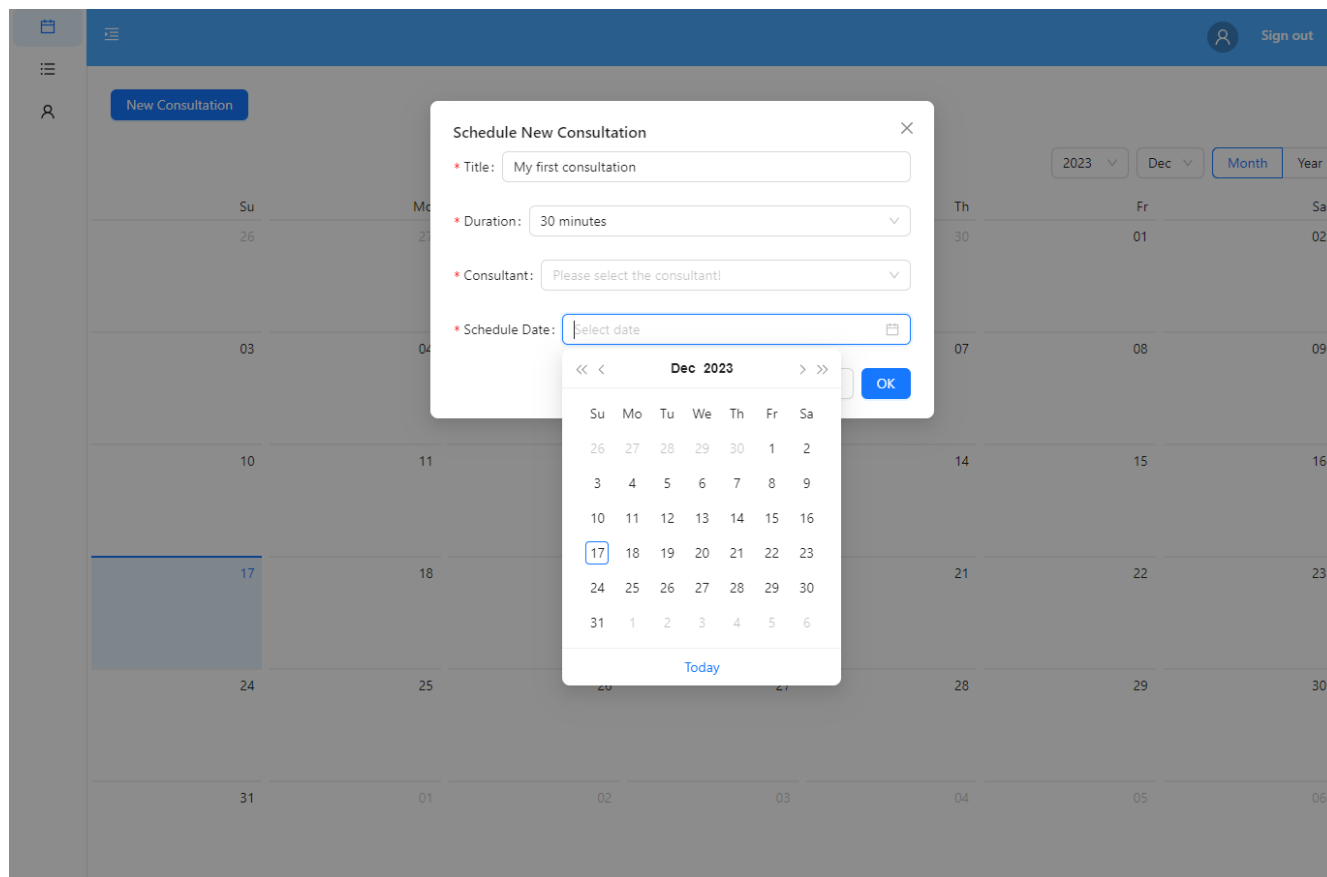 Sign out
New Consultation
2023 Dec Month Year
Su Th Fr Sa
26 27 30 01 02
03 04 07 08 09
10 11 14 15 16
17 18 21 22 23
24 25 28 29 30
31 01 02 03 04 05 06
Schedule New Consultation
* Title: My first consultation
* Duration: 30 minutes
* Consultant: Please select the consultant!
* Schedule Date: Select date
OK
Dec 2023
Su Mo Tu We Th Fr Sa
26 27 28 29 30 1 2
3 4 5 6 7 8 9
10 11 12 13 14 15 16
17 18 19 20 21 22 23
24 25 26 27 28 29 30
31 1 2 3 4 5 6
Today